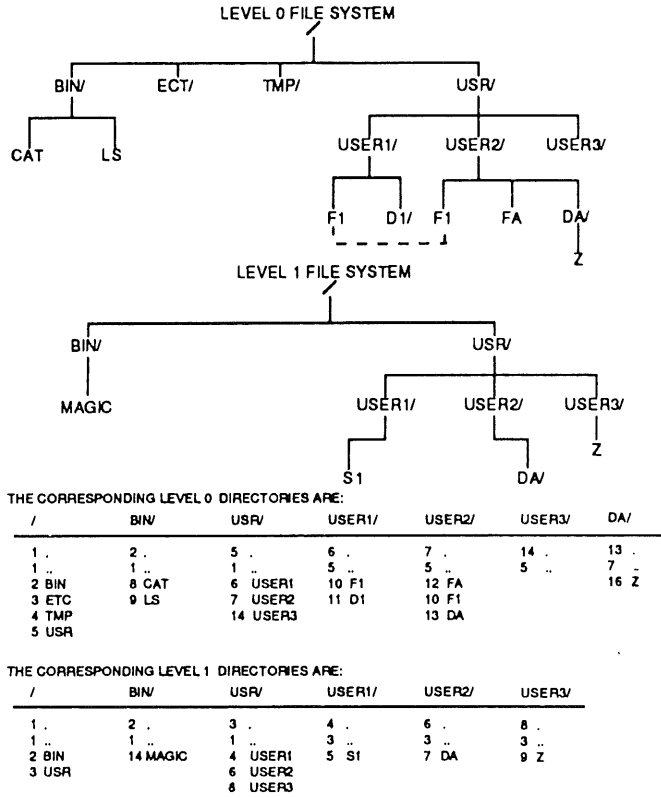 LEVEL 0 FILE SYSTEM
/
BIN/ ECT/ TMP/ USR/
CAT LS USER1/ USER2/ USER3/
F1 D1/ F1 FA DA/
Z
LEVEL 1 FILE SYSTEM
/
BIN/ USR/
MAGIC USER1/ USER2/ USER3/
S1 DA/ Z
THE CORRESPONDING LEVEL 0 DIRECTORIES ARE:
/ BIN/ USR/ USER1/ USER2/ USER3/ DA/
1 . 2 . 5 . 6 . 7 . 14 . 13 .
1 .. 1 .. 1 .. 5 .. 5 .. 5 .. 7 ..
2 BIN 8 CAT 6 USER1 10 F1 12 FA 16 Z
3 ETC 9 LS 7 USER2 11 D1 10 F1
4 TMP 14 USER3 13 DA
5 USR
THE CORRESPONDING LEVEL 1 DIRECTORIES ARE:
/ BIN/ USR/ USER1/ USER2/ USER3/
1 . 2 . 3 . 4 . 6 . 8 .
1 .. 1 .. 1 .. 3 .. 3 .. 3 ..
2 BIN 14 MAGIC 4 USER1 5 S1 7 DA 9 Z
3 USR 6 USER2
8 USER3